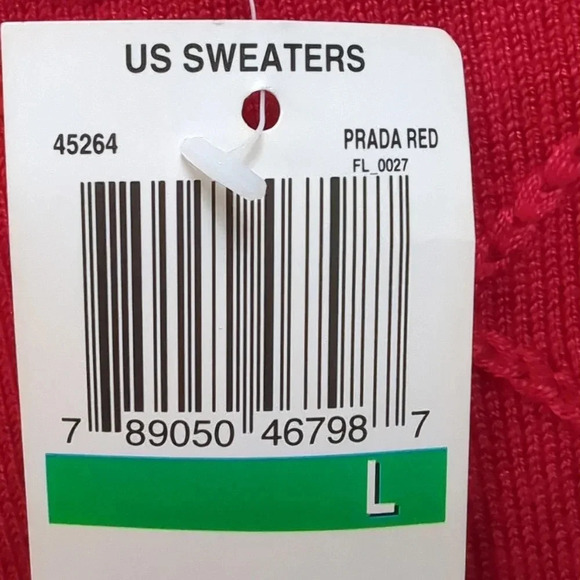 US SWEATERS
45264 PRADA RED
FL_0027
7 89050 46798 7
L